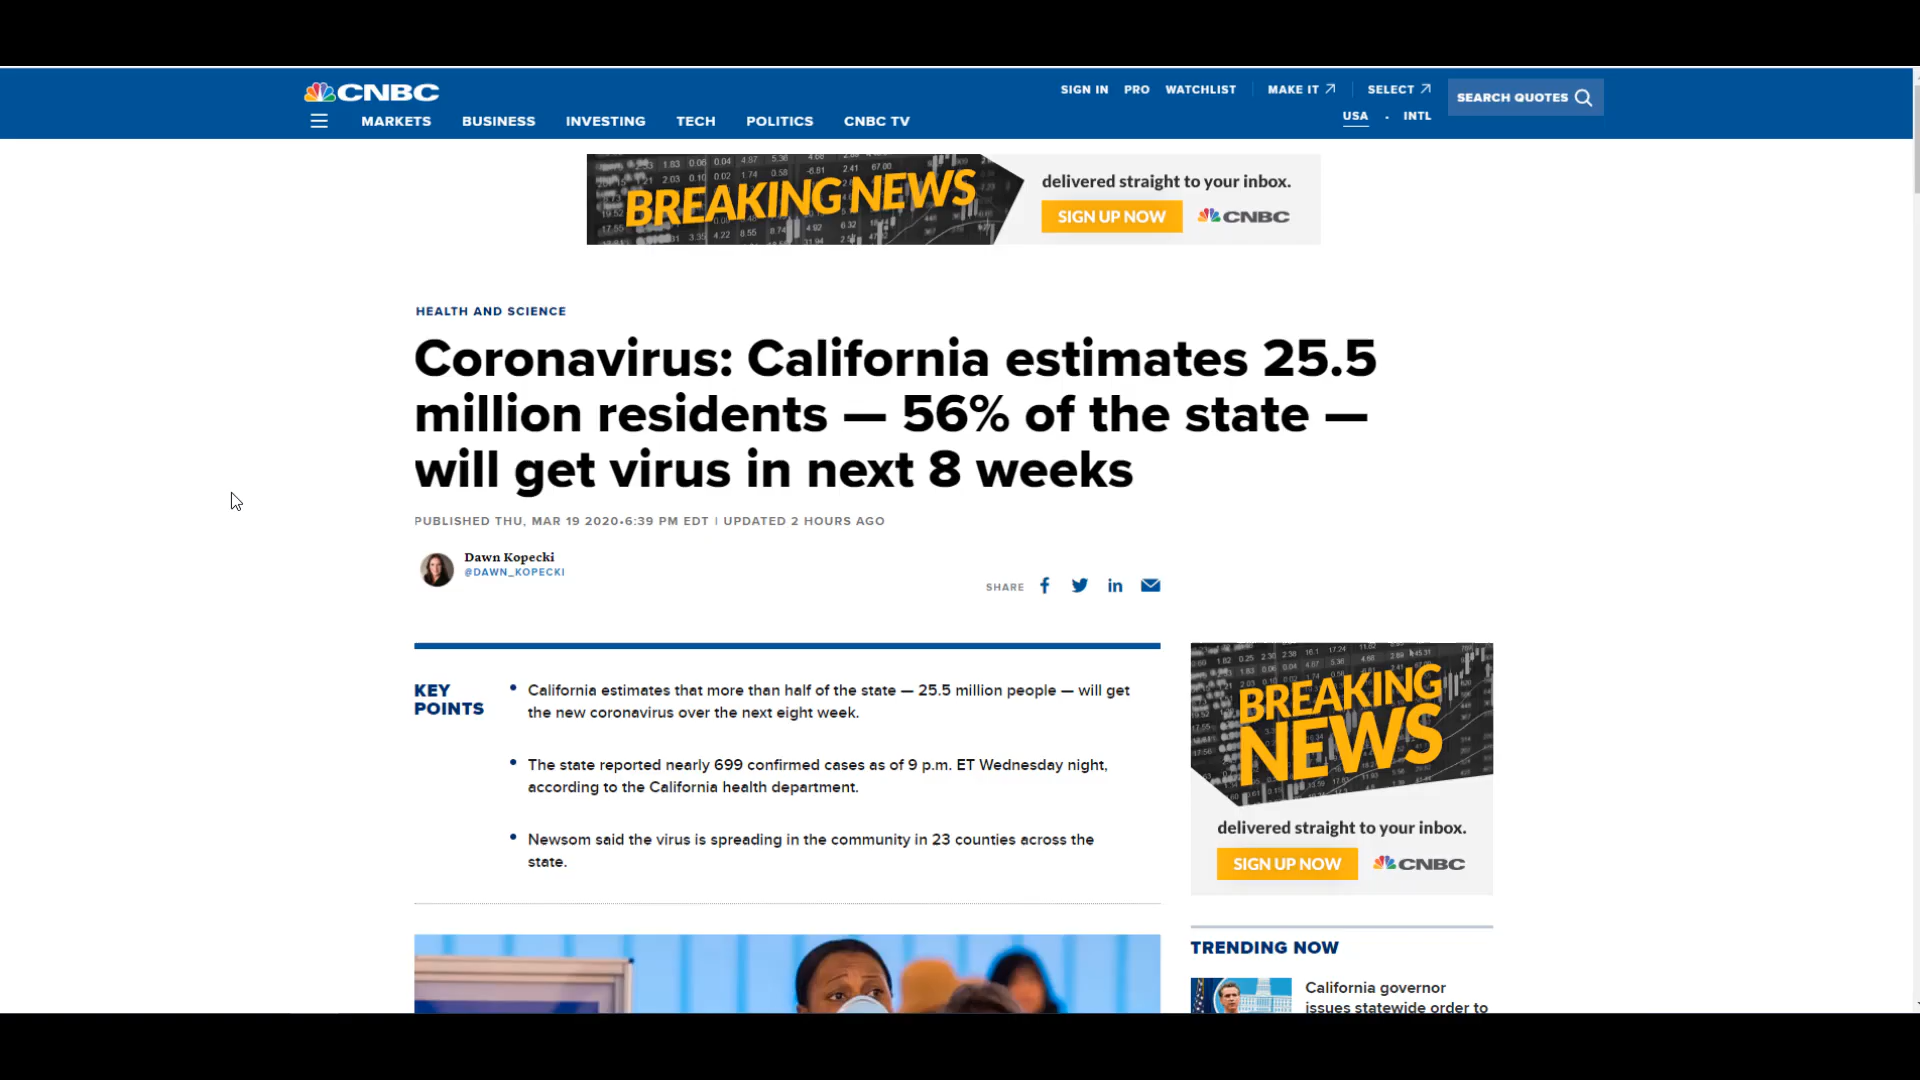 CNBC
SIGN IN PRO WATCHLIST MAKE IT SELECT
SEARCH QUOTES
USA • INTL
MARKETS BUSINESS INVESTING TECH POLITICS CNBC TV
BREAKING NEWS
delivered straight to your inbox.
SIGN UP NOW CNBC
HEALTH AND SCIENCE
Coronavirus: California estimates 25.5
million residents — 56% of the state —
will get virus in next 8 weeks
PUBLISHED THU, MAR 19 2020•6:39 PM EDT | UPDATED 2 HOURS AGO
Dawn Kopecki
@DAWN_KOPECKI
SHARE
KEY
POINTS
• California estimates that more than half of the state — 25.5 million people — will get
the new coronavirus over the next eight week.
• The state reported nearly 699 confirmed cases as of 9 p.m. ET Wednesday night,
according to the California health department.
• Newsom said the virus is spreading in the community in 23 counties across the
state.
BREAKING
NEWS
delivered straight to your inbox.
SIGN UP NOW CNBC
TRENDING NOW
California governor
issues statewide order to